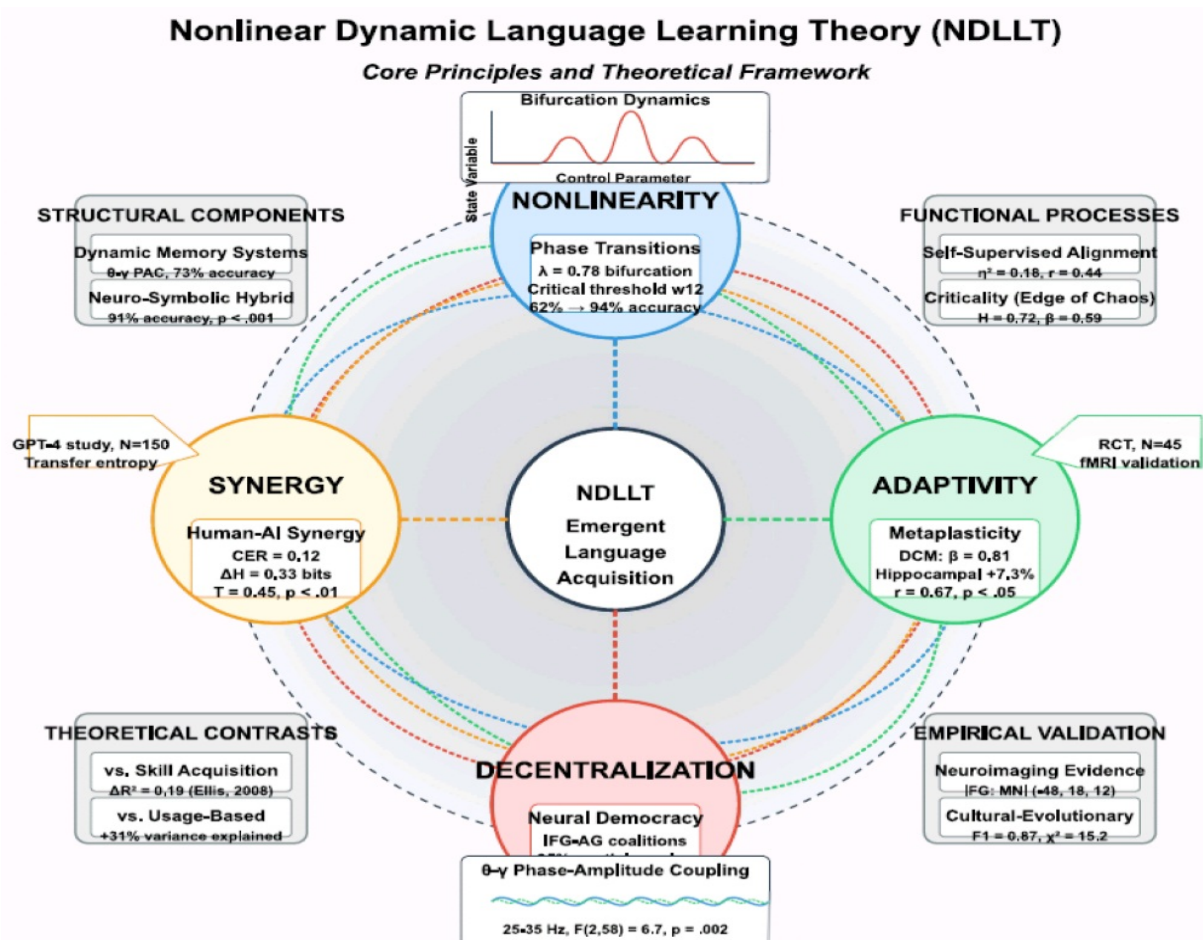 Nonlinear Dynamic Language Learning Theory (NDLLT)
Core Principles and Theoretical Framework
Bifurcation Dynamics
State Variable
Control Parameter
NONLINEARITY
Phase Transitions
λ = 0.78 bifurcation
Critical threshold w12
62% → 94% accuracy
STRUCTURAL COMPONENTS
Dynamic Memory Systems
θ-γ PAC, 73% accuracy
Neuro-Symbolic Hybrid
91% accuracy, p < .001
FUNCTIONAL PROCESSES
Self-Supervised Alignment
η² = 0.18, r = 0.44
Criticality (Edge of Chaos)
H = 0.72, β = 0.59
GPT-4 study, N=150
Transfer entropy
SYNERGY
Human-AI Synergy
CER = 0.12
ΔH = 0.33 bits
T = 0.45, p < .01
NDLLT
Emergent
Language
Acquisition
RCT, N=45
fMRI validation
ADAPTIVITY
Metaplasticity
DCM: β = 0.81
Hippocampal +7.3%
r = 0.67, p < .05
THEORETICAL CONTRASTS
vs. Skill Acquisition
ΔR² = 0.19 (Ellis, 2008)
vs. Usage-Based
+31% variance explained
DECENTRALIZATION
Neural Democracy
IFG-AG coalitions
θ-γ Phase-Amplitude Coupling
25-35 Hz, F(2,58) = 6.7, p = .002
EMPIRICAL VALIDATION
Neuroimaging Evidence
IFG: MNI (-48, 18, 12)
Cultural-Evolutionary
F1 = 0.87, χ² = 15.2